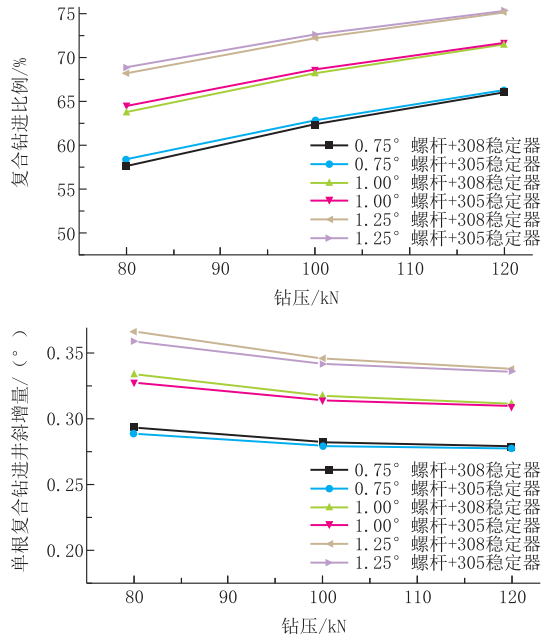 复合钻进比例/%
75
70
65
60
55
50
0.75° 螺杆+308稳定器
0.75° 螺杆+305稳定器
1.00° 螺杆+308稳定器
1.00° 螺杆+305稳定器
1.25° 螺杆+308稳定器
1.25° 螺杆+305稳定器
80 90 100 110 120
钻压/kN
单根复合钻进井斜增量/(°)
0.35
0.30
0.25
0.20
0.75° 螺杆+308稳定器
0.75° 螺杆+305稳定器
1.00° 螺杆+308稳定器
1.00° 螺杆+305稳定器
1.25° 螺杆+308稳定器
1.25° 螺杆+305稳定器
80 90 100 110 120
钻压/kN